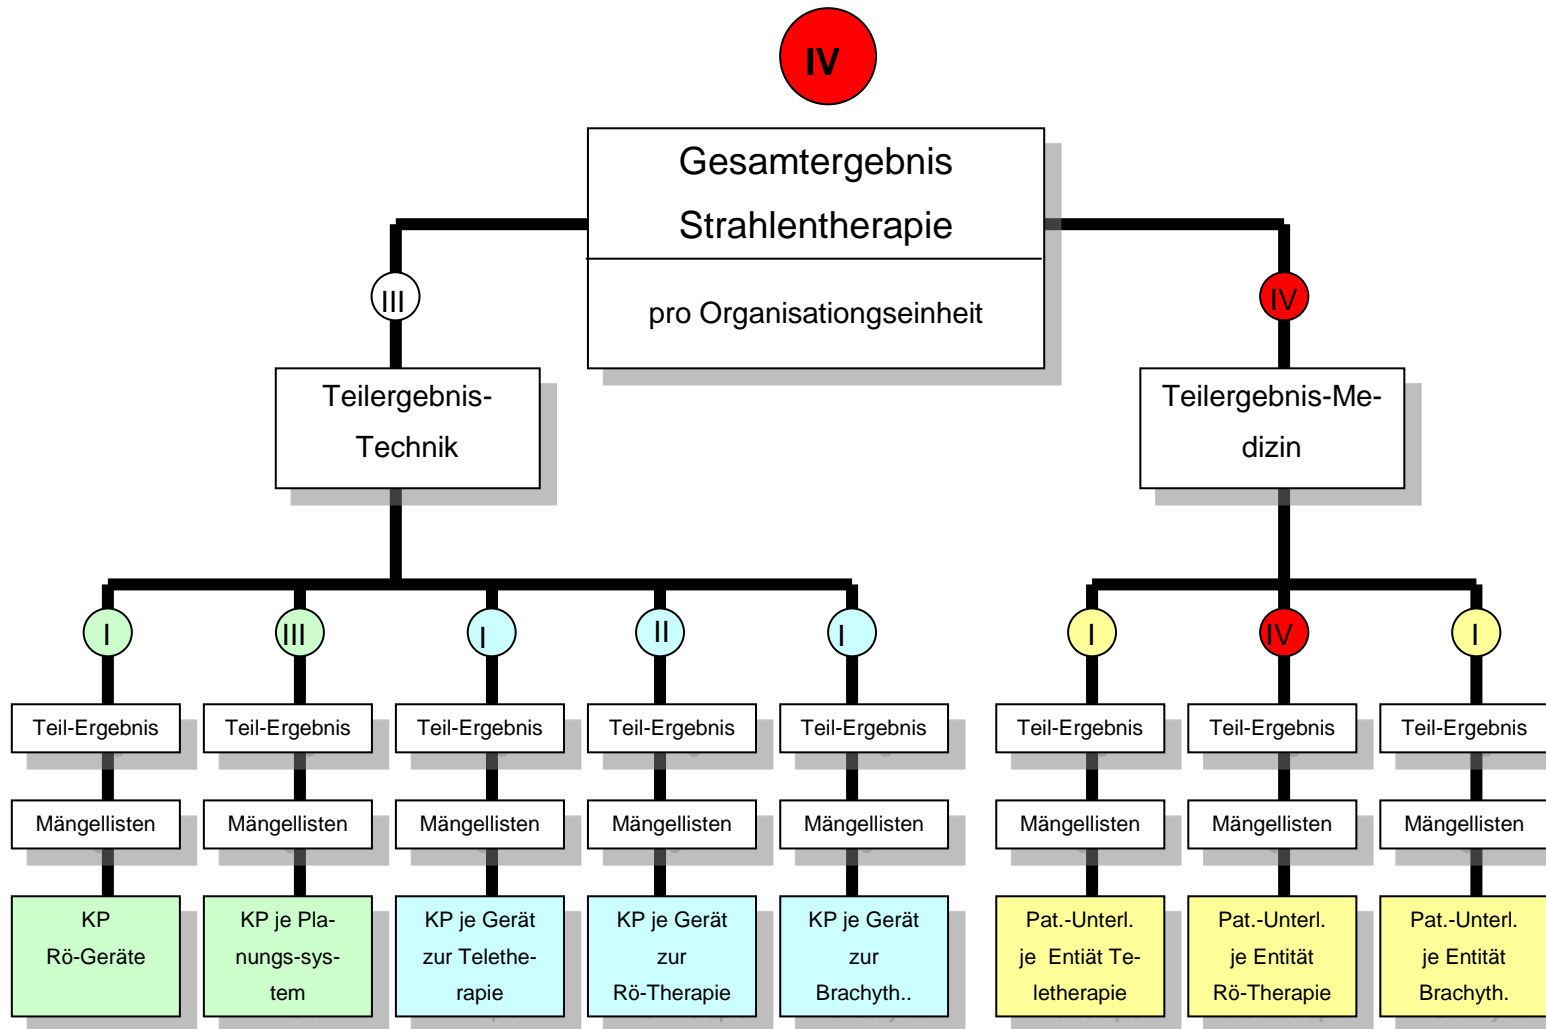 IV
Gesamtergebnis
Strahlentherapie
pro Organisationgseinheit
III
IV
Teilergebnis-
Technik
Teilergebnis-Me-
dizin
I
III
I
II
I
I
IV
I
Teil-Ergebnis
Teil-Ergebnis
Teil-Ergebnis
Teil-Ergebnis
Teil-Ergebnis
Teil-Ergebnis
Teil-Ergebnis
Teil-Ergebnis
Mängellisten
Mängellisten
Mängellisten
Mängellisten
Mängellisten
Mängellisten
Mängellisten
Mängellisten
KP
Rö-Geräte
KP je Pla-
nungs-sys-
tem
KP je Gerät
zur Telethe-
rapie
KP je Gerät
zur
Rö-Therapie
KP je Gerät
zur
Brachyth..
Pat.-Unterl.
je Entiät Te-
letherapie
Pat.-Unterl.
je Entität
Rö-Therapie
Pat.-Unterl.
je Entität
Brachyth.